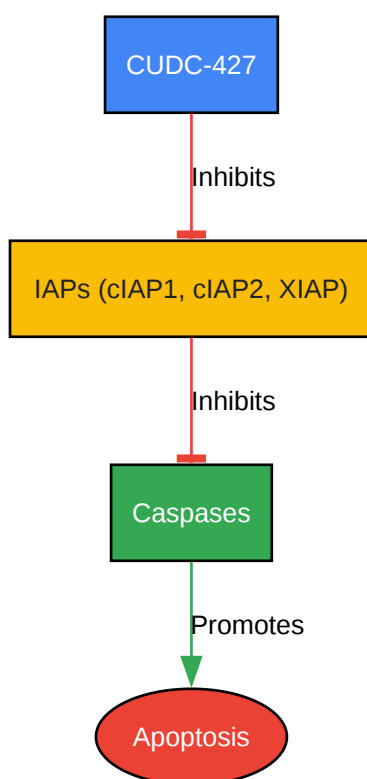 CUDC-427
Inhibits
IAPs (cIAP1, cIAP2, XIAP)
Inhibits
Caspases
Promotes
Apoptosis